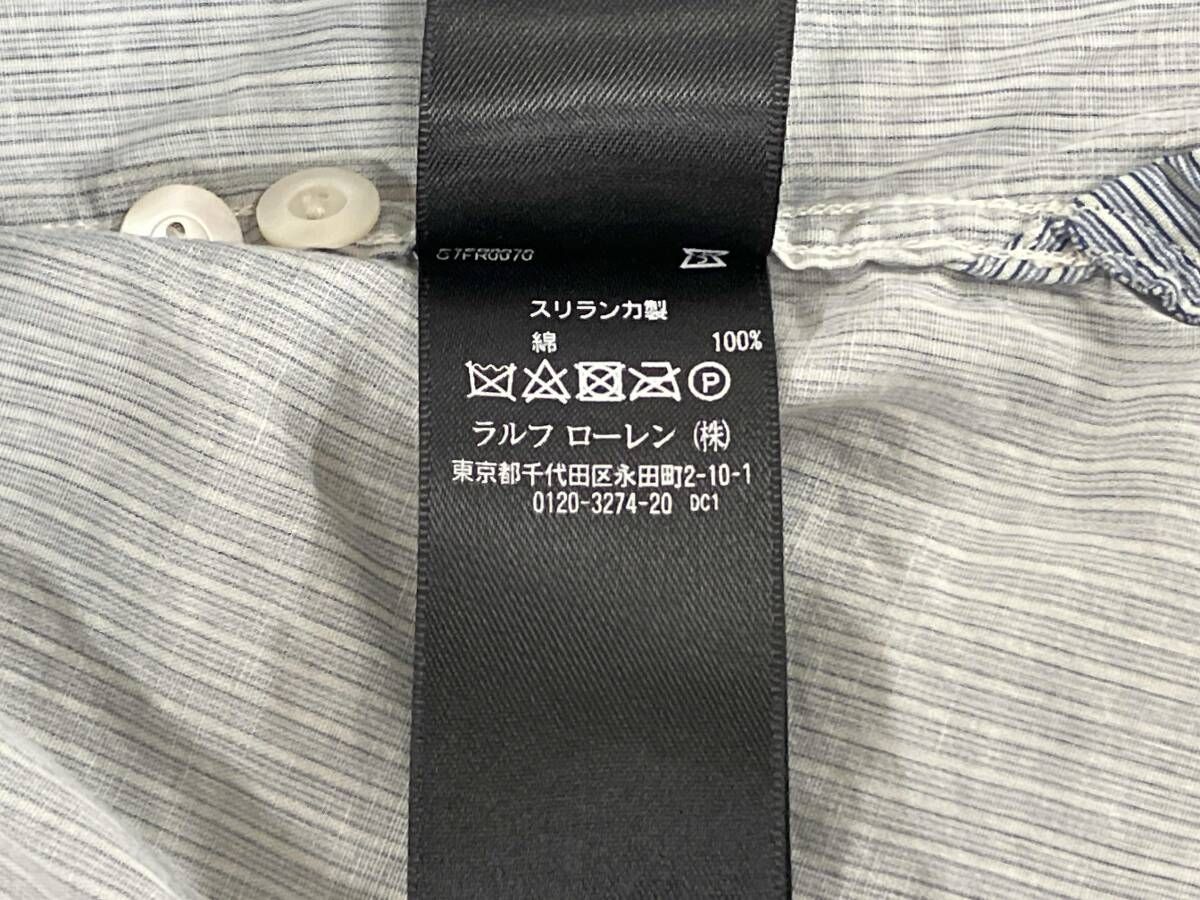 スリランカ製
綿 100%
P
ラルフ ローレン (株)
東京都千代田区永田町2-10-1
0120-3274-20 DC1